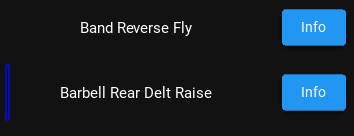 Band Reverse Fly Info
Barbell Rear Delt Raise Info